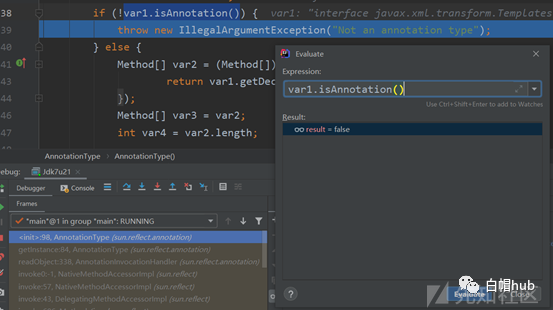 38 if (!var1.isAnnotation()) { var1: "interface javax.xml.transform.Templates
39 throw new IllegalArgumentException("Not an annotation type");
40 } else {
41 Method[] var2 = (Method[])
return var1.getDec
});
Method[] var3 = var2;
int var4 = var2.length;
AnnotationType AnnotationType()
ebug: Jdk7u21
Debugger Console
Frames
"main"@1 in group "main": RUNNING
<init>:98, AnnotationType (sun.reflect.annotation)
getInstance:84, AnnotationType (sun.reflect.annotation)
readObject:338, AnnotationInvocationHandler (sun.reflect.annotation)
invoke0:-1, NativeMethodAccessorImpl (sun.reflect)
invoke:57, NativeMethodAccessorImpl (sun.reflect)
invoke:43, DelegatingMethodAccessorImpl (sun.reflect)
Evaluate
Expression:
var1.isAnnotation()
Use Ctrl+Shift+Enter to add to Watches
Result:
result = false
Evaluate Close
白帽hub